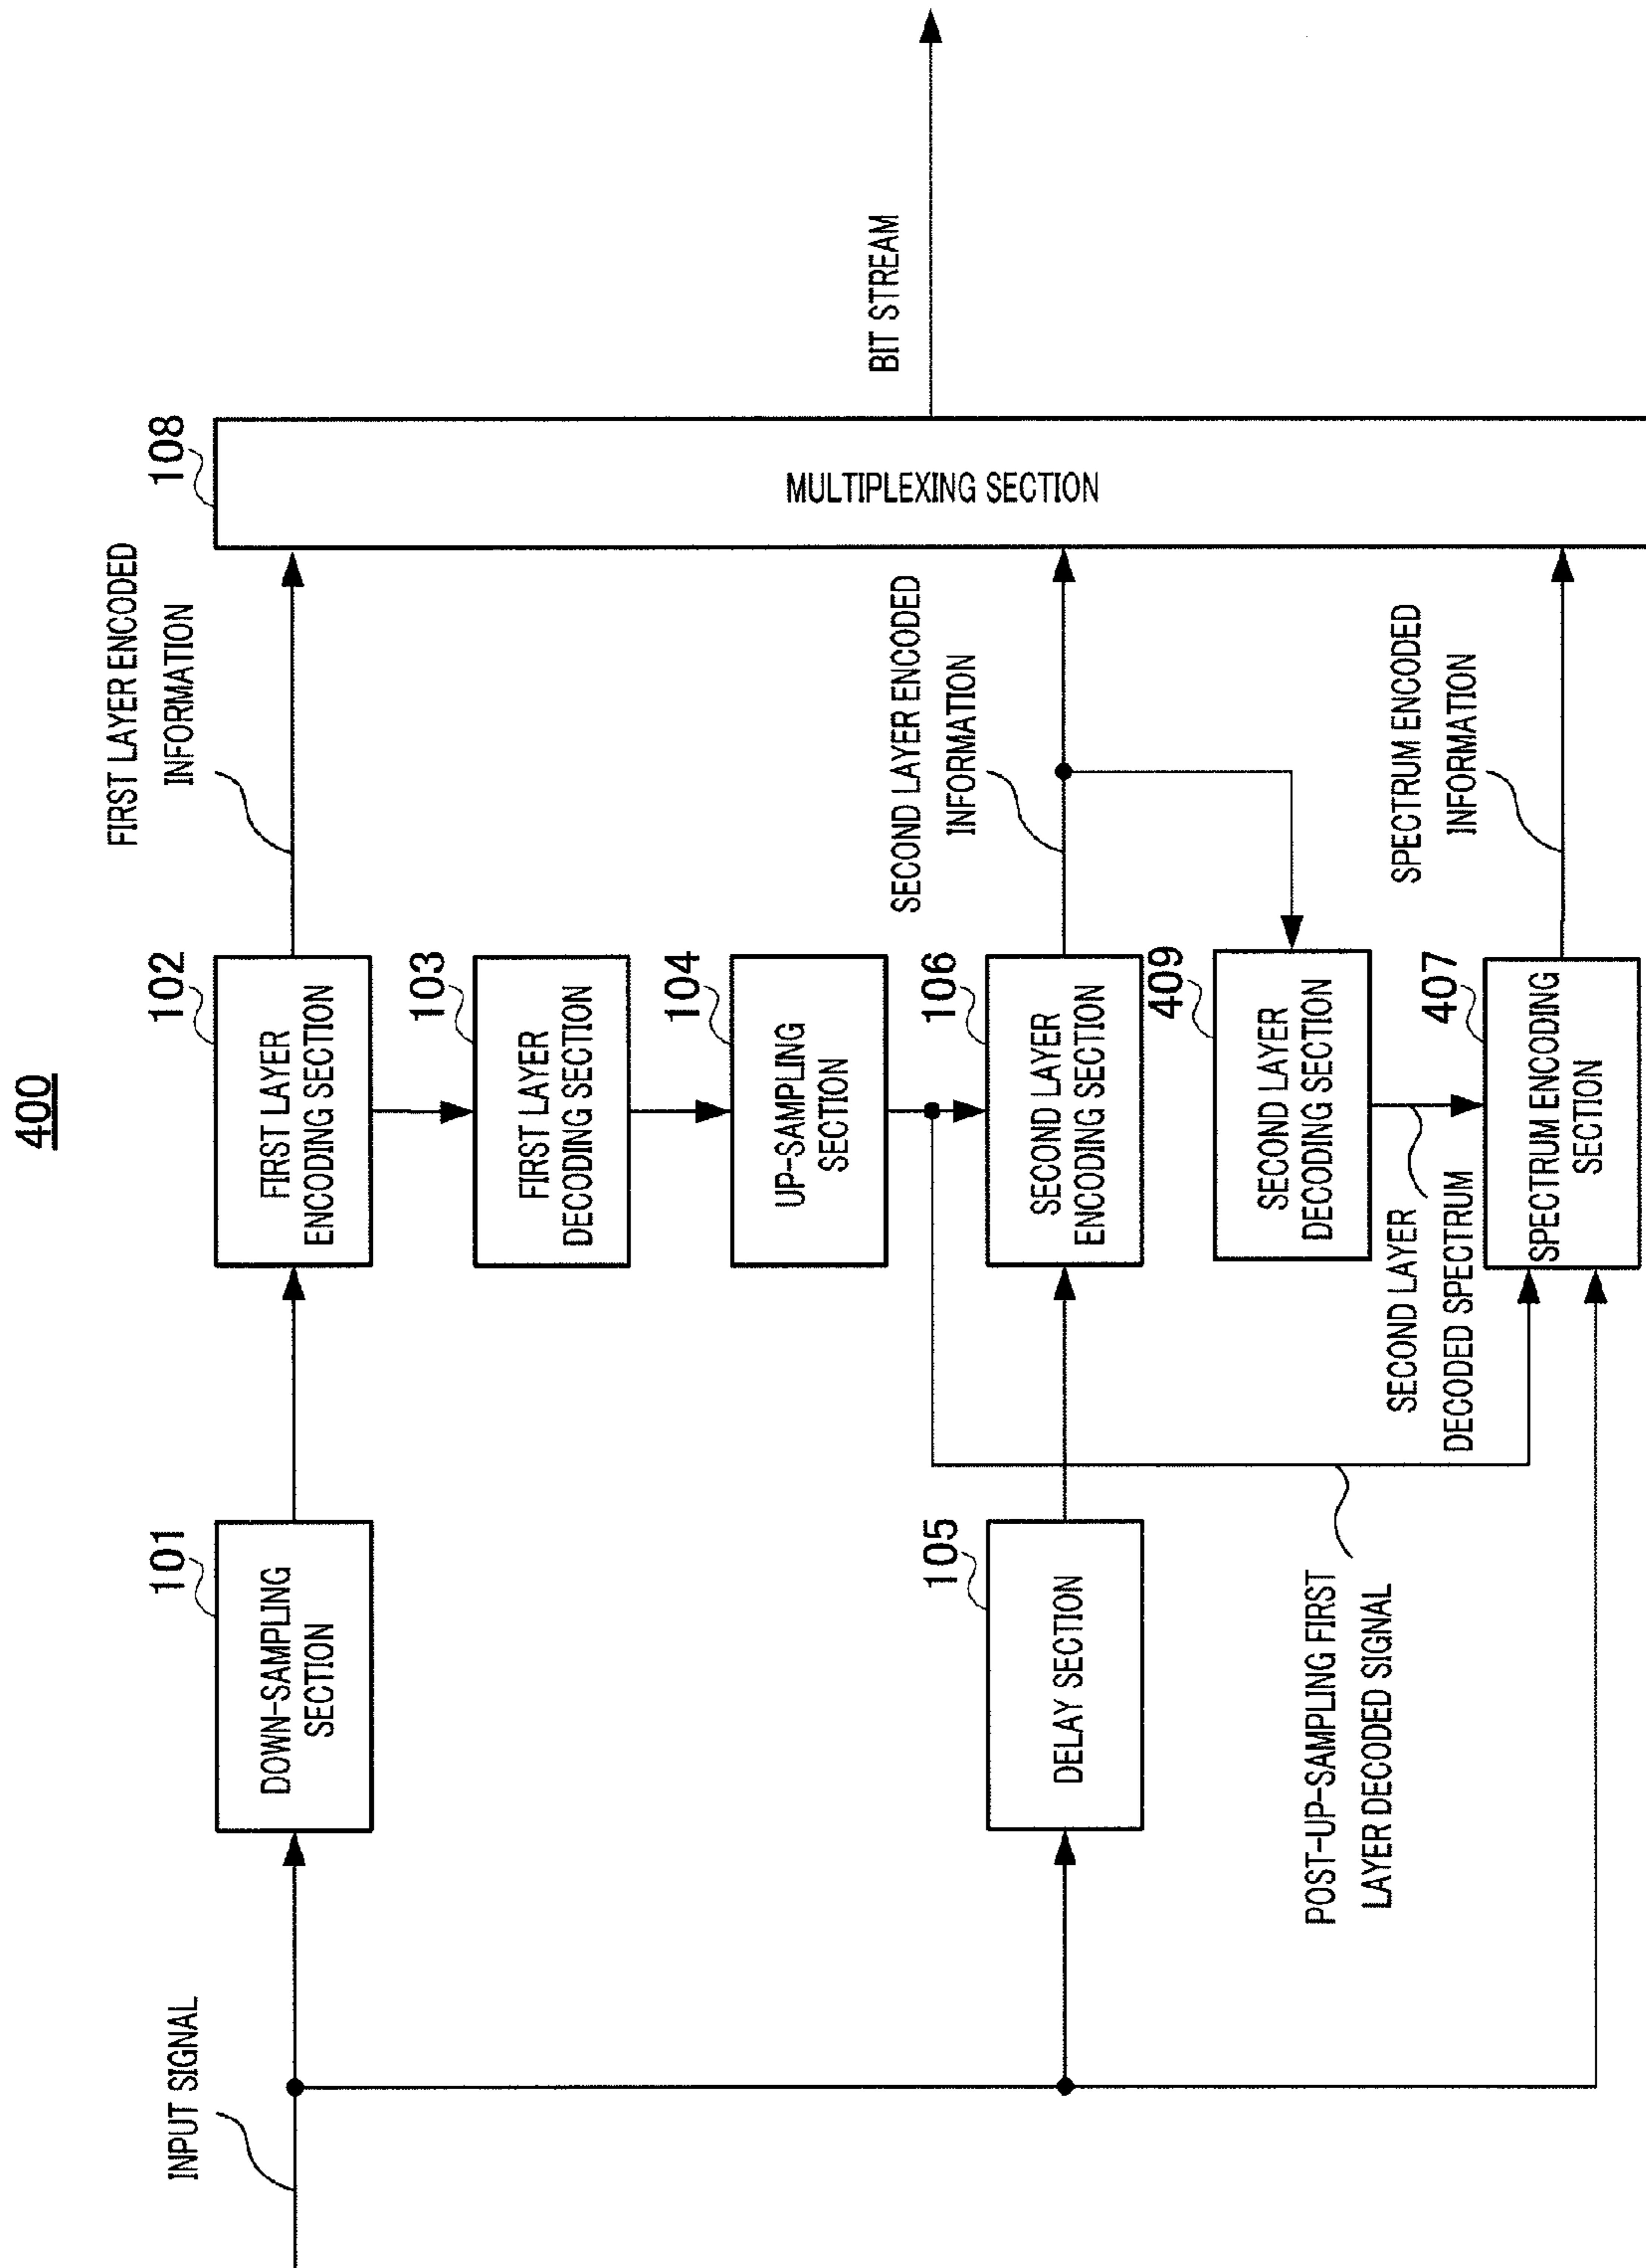 400
INPUT SIGNAL
101
DOWN-SAMPLING
SECTION
102
FIRST LAYER
ENCODING SECTION
FIRST LAYER ENCODED
INFORMATION
108
MULTIPLEXING SECTION
BIT STREAM
103
FIRST LAYER
DECODING SECTION
104
UP-SAMPLING
SECTION
105
DELAY SECTION
106
SECOND LAYER
ENCODING SECTION
SECOND LAYER ENCODED
INFORMATION
409
SECOND LAYER
DECODING SECTION
POST-UP-SAMPLING FIRST
LAYER DECODED SIGNAL
SECOND LAYER
DECODED SPECTRUM
407
SPECTRUM ENCODING
SECTION
SPECTRUM ENCODED
INFORMATION